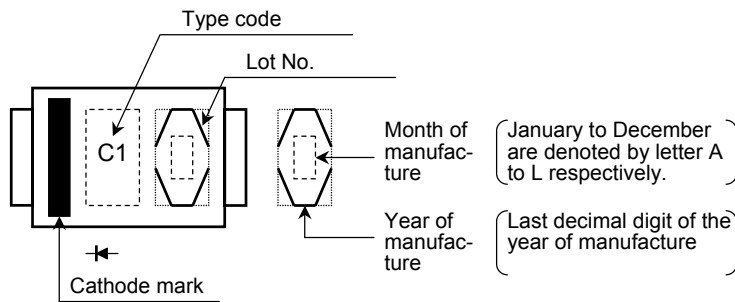 Type code
Lot No.
C1
Month of
manufac-
ture
January to December
are denoted by letter A
to L respectively.
Year of
manufac-
ture
Last decimal digit of the
year of manufacture
Cathode mark